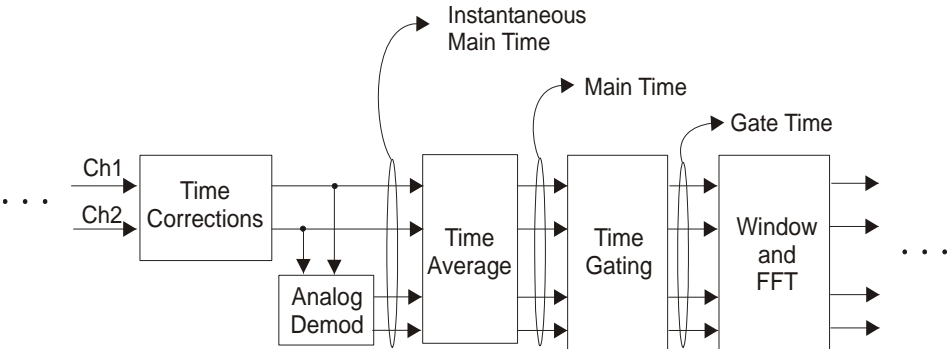 Instantaneous
Main Time
Main Time
Gate Time
Ch1
Ch2
. . .
Time
Corrections
Analog
Demod
Time
Average
Time
Gating
Window
and
FFT
. . .